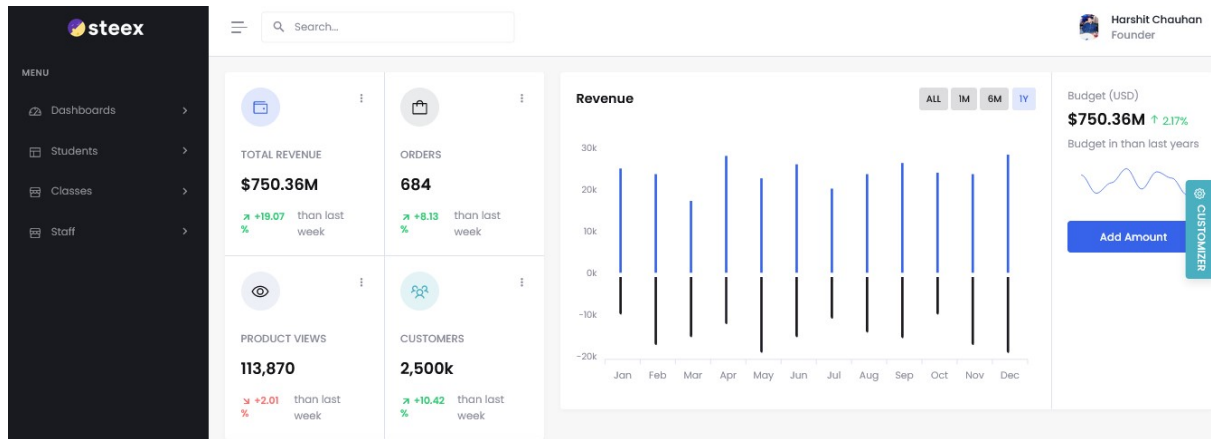 steex
Search...
Harshit Chauhan
Founder
MENU
Dashboards
Students
Classes
Staff
TOTAL REVENUE
$750.36M
+19.07
%
than last
week
ORDERS
684
+8.13
%
than last
week
PRODUCT VIEWS
113,870
+2.01
%
than last
week
CUSTOMERS
2,500k
+10.42
%
than last
week
Revenue
ALL 1M 6M 1Y
30k
20k
10k
0k
-10k
-20k
Jan Feb Mar Apr May Jun Jul Aug Sep Oct Nov Dec
Budget (USD)
$750.36M ↑ 2.17%
Budget in than last years
Add Amount
CUSTOMIZER